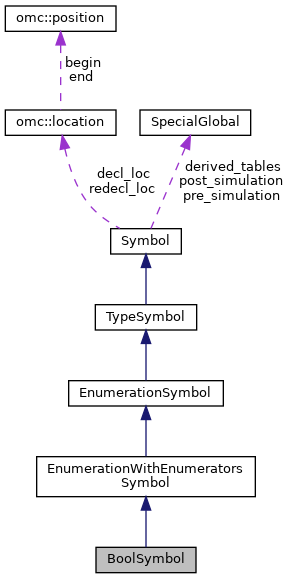 omc::position
begin
end
omc::location
SpecialGlobal
decl_loc
redecl_loc
derived_tables
post_simulation
pre_simulation
Symbol
TypeSymbol
EnumerationSymbol
EnumerationWithEnumerators
Symbol
BoolSymbol